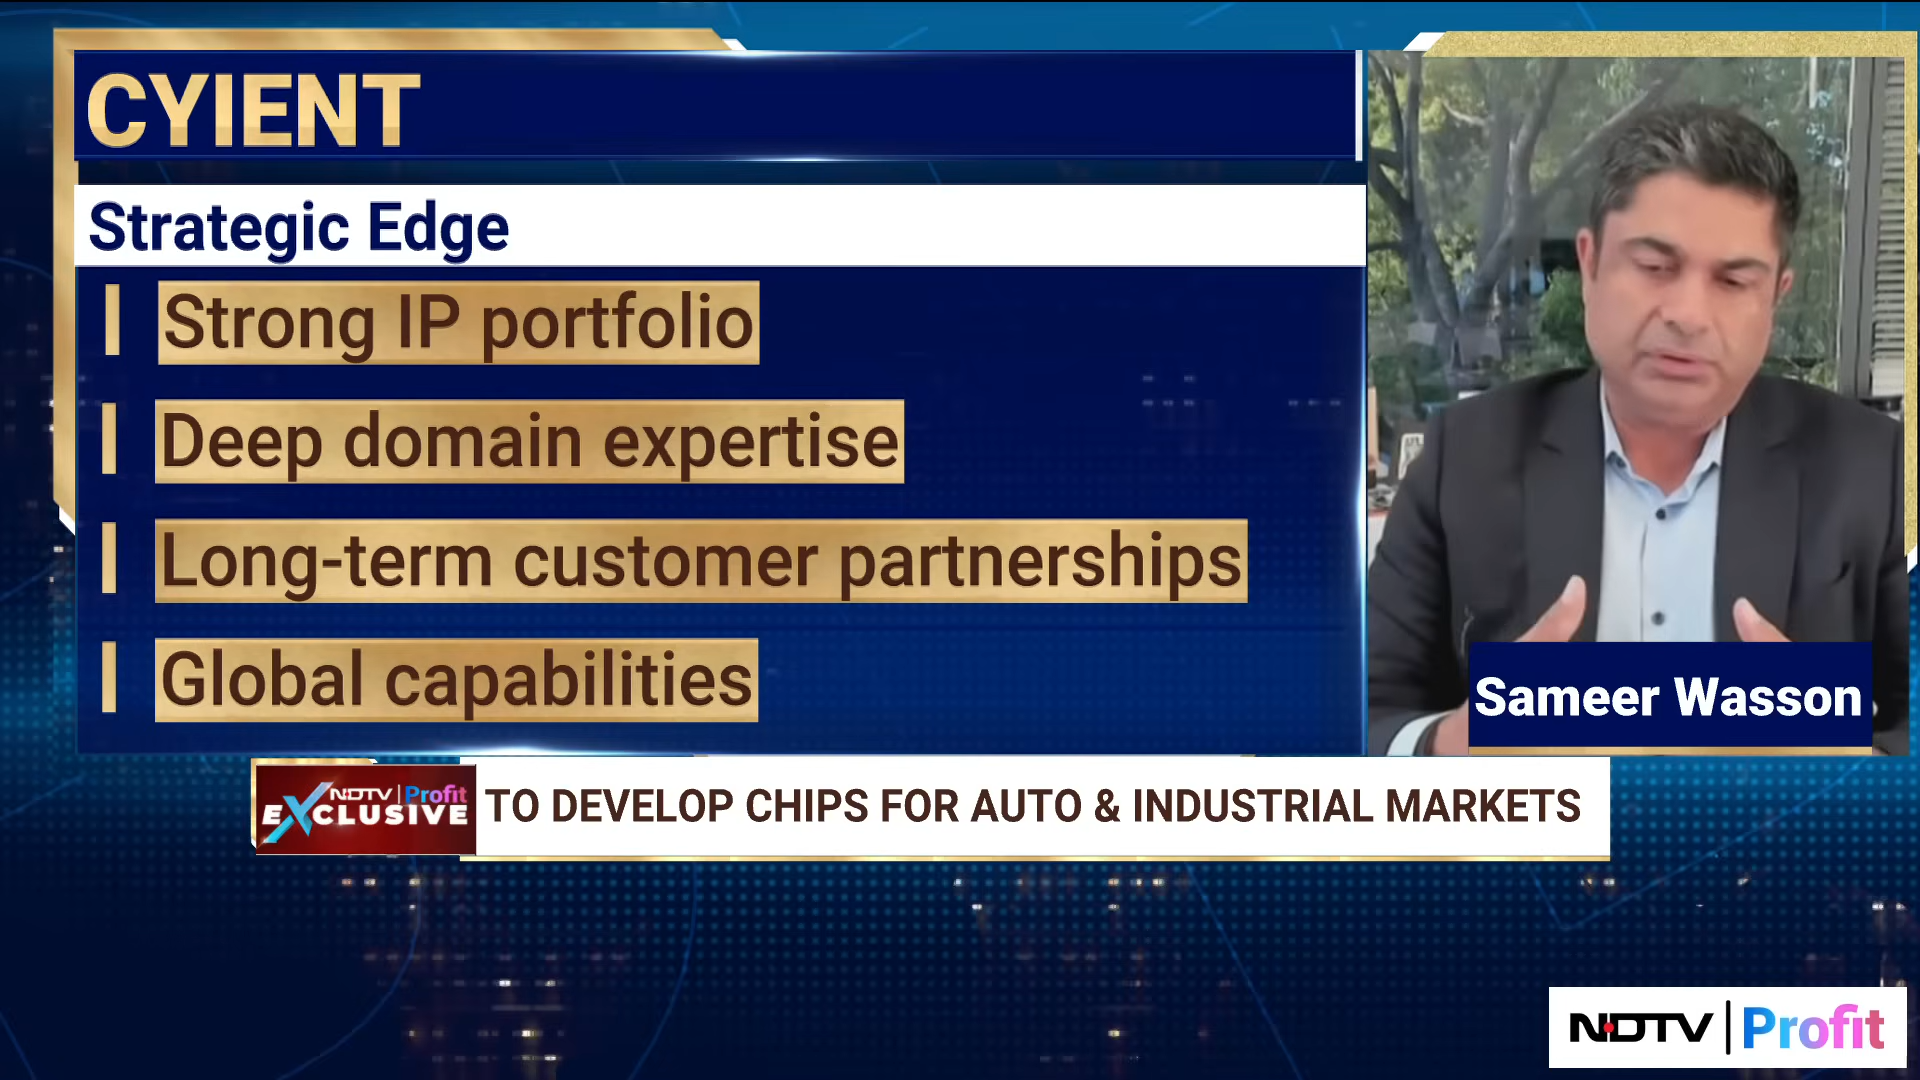 CYIENT
Strategic Edge
Strong IP portfolio
Deep domain expertise
Long-term customer partnerships
Global capabilities
Sameer Wasson
NDTV | Profit
EXCLUSIVE
TO DEVELOP CHIPS FOR AUTO & INDUSTRIAL MARKETS
NDTV | Profit